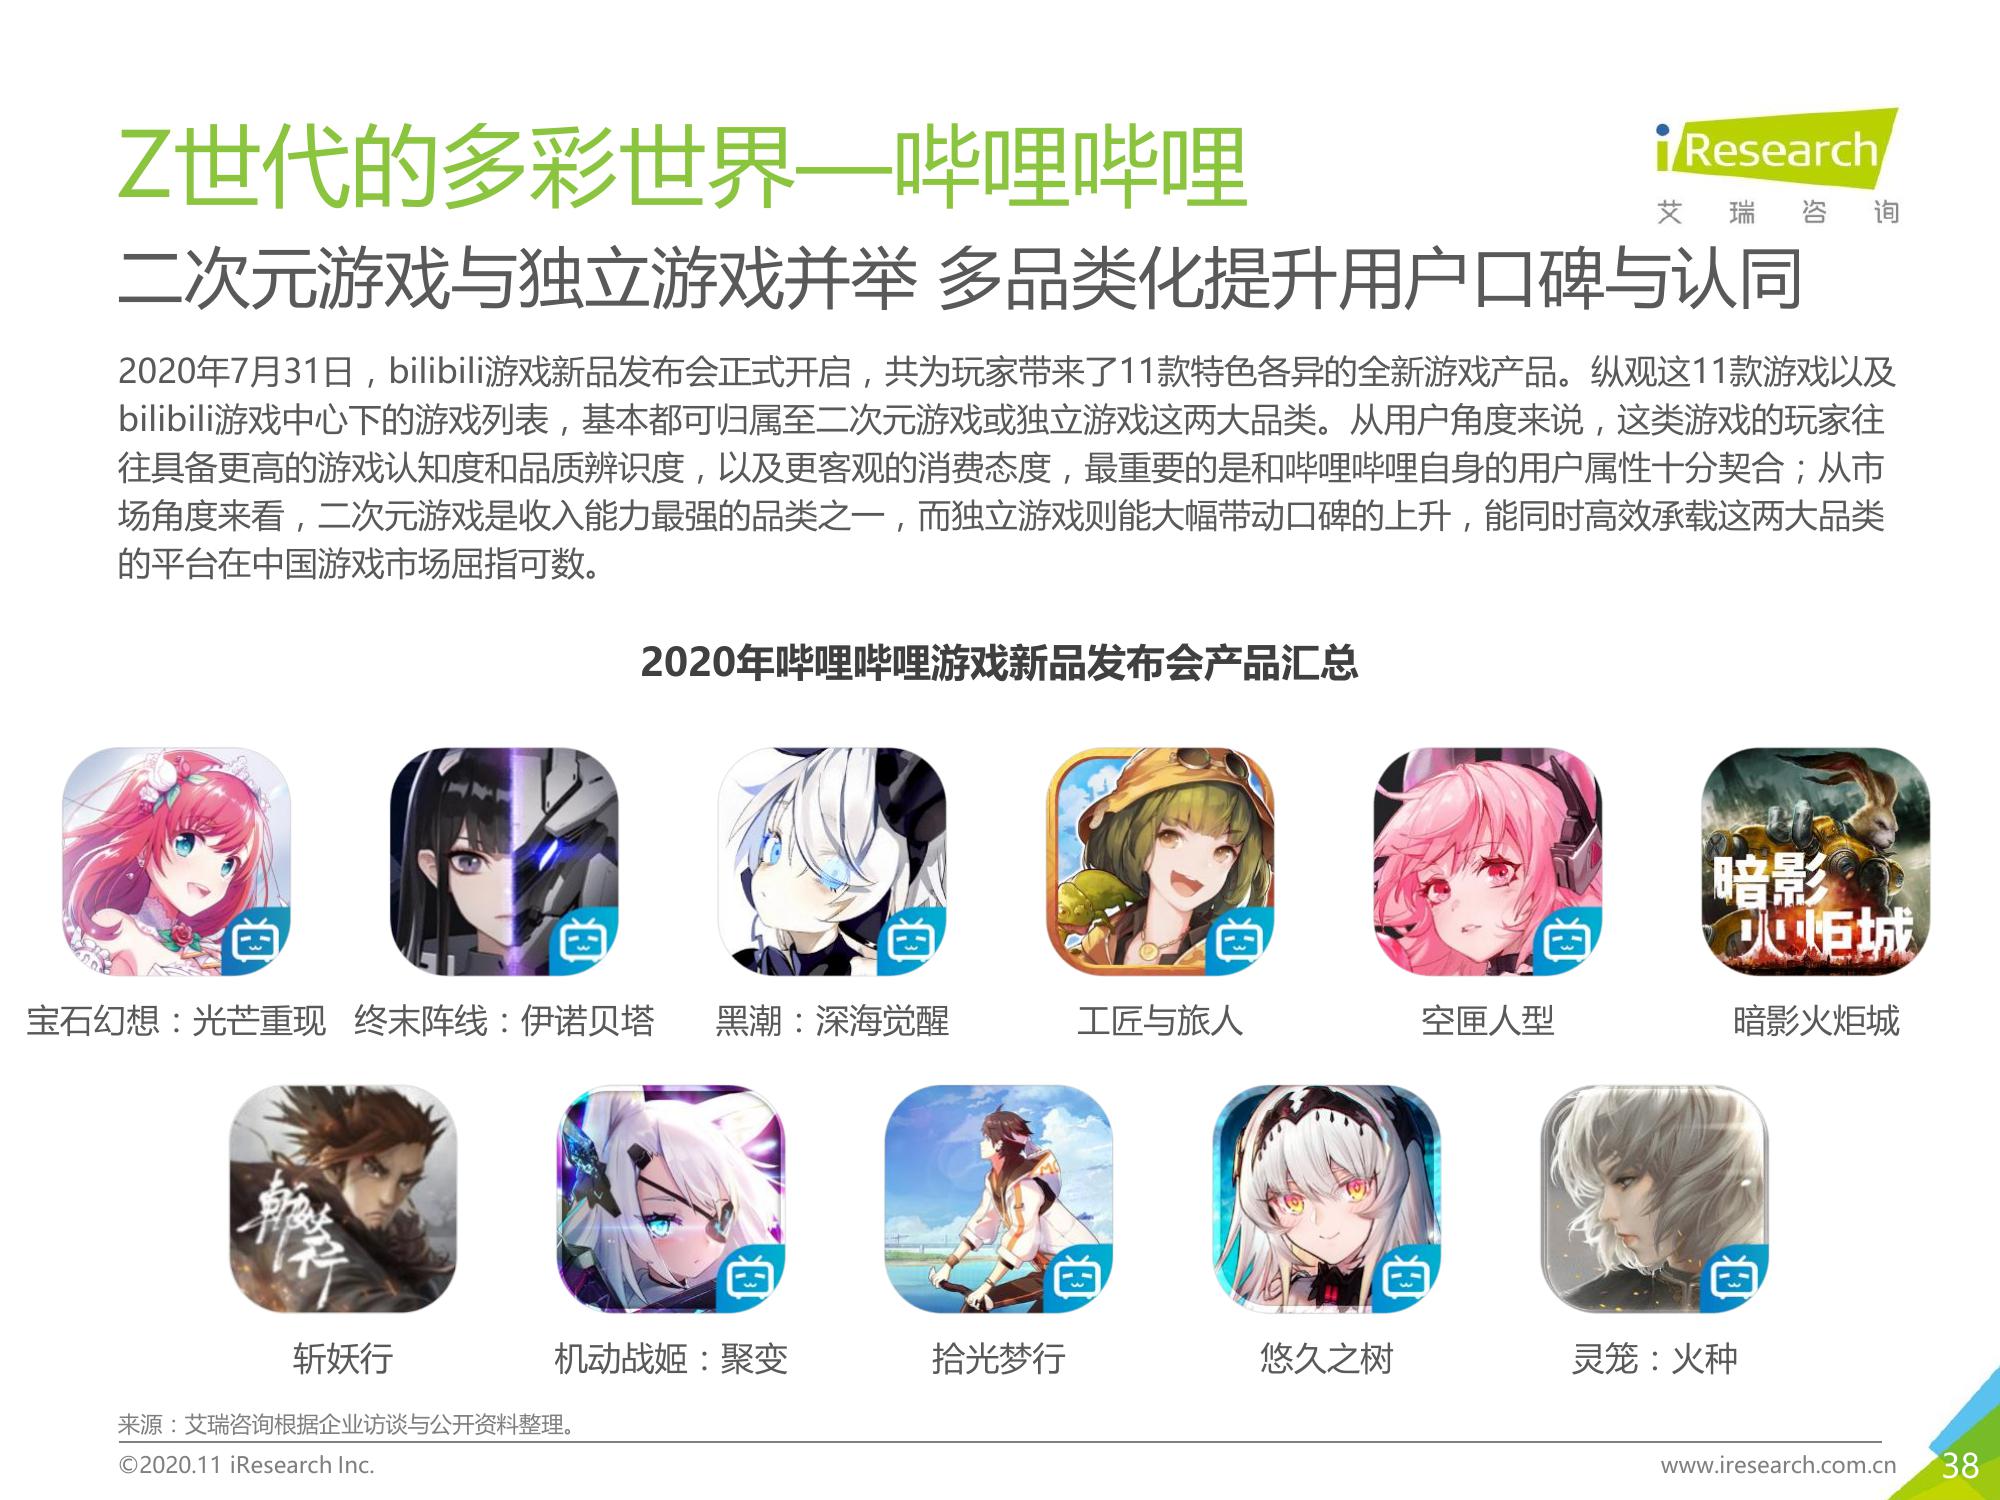 Z世代的多彩世界—哔哩哔哩
iResearch
艾瑞咨询
二次元游戏与独立游戏并举 多品类化提升用户口碑与认同
2020年7月31日，bilibili游戏新品发布会正式开启，共为玩家带来了11款特色各异的全新游戏产品。纵观这11款游戏以及
bilibili游戏中心下的游戏列表，基本都可归属至二次元游戏或独立游戏这两大品类。从用户角度来说，这类游戏的玩家往
往具备更高的游戏认知度和品质辨识度，以及更客观的消费态度，最重要的是和哔哩哔哩自身的用户属性十分契合；从市
场角度来看，二次元游戏是收入能力最强的品类之一，而独立游戏则能大幅带动口碑的上升，能同时高效承载这两大品类
的平台在中国游戏市场屈指可数。
2020年哔哩哔哩游戏新品发布会产品汇总
暗影
火炬城
宝石幻想：光芒重现 终末阵线：伊诺贝塔 黑潮：深海觉醒 工匠与旅人 空匣人型 暗影火炬城
斩妖行
斩妖行 机动战姬：聚变 拾光梦行 悠久之树 灵笼：火种
来源：艾瑞咨询根据企业访谈与公开资料整理。
©2020.11 iResearch Inc.
www.iresearch.com.cn
38